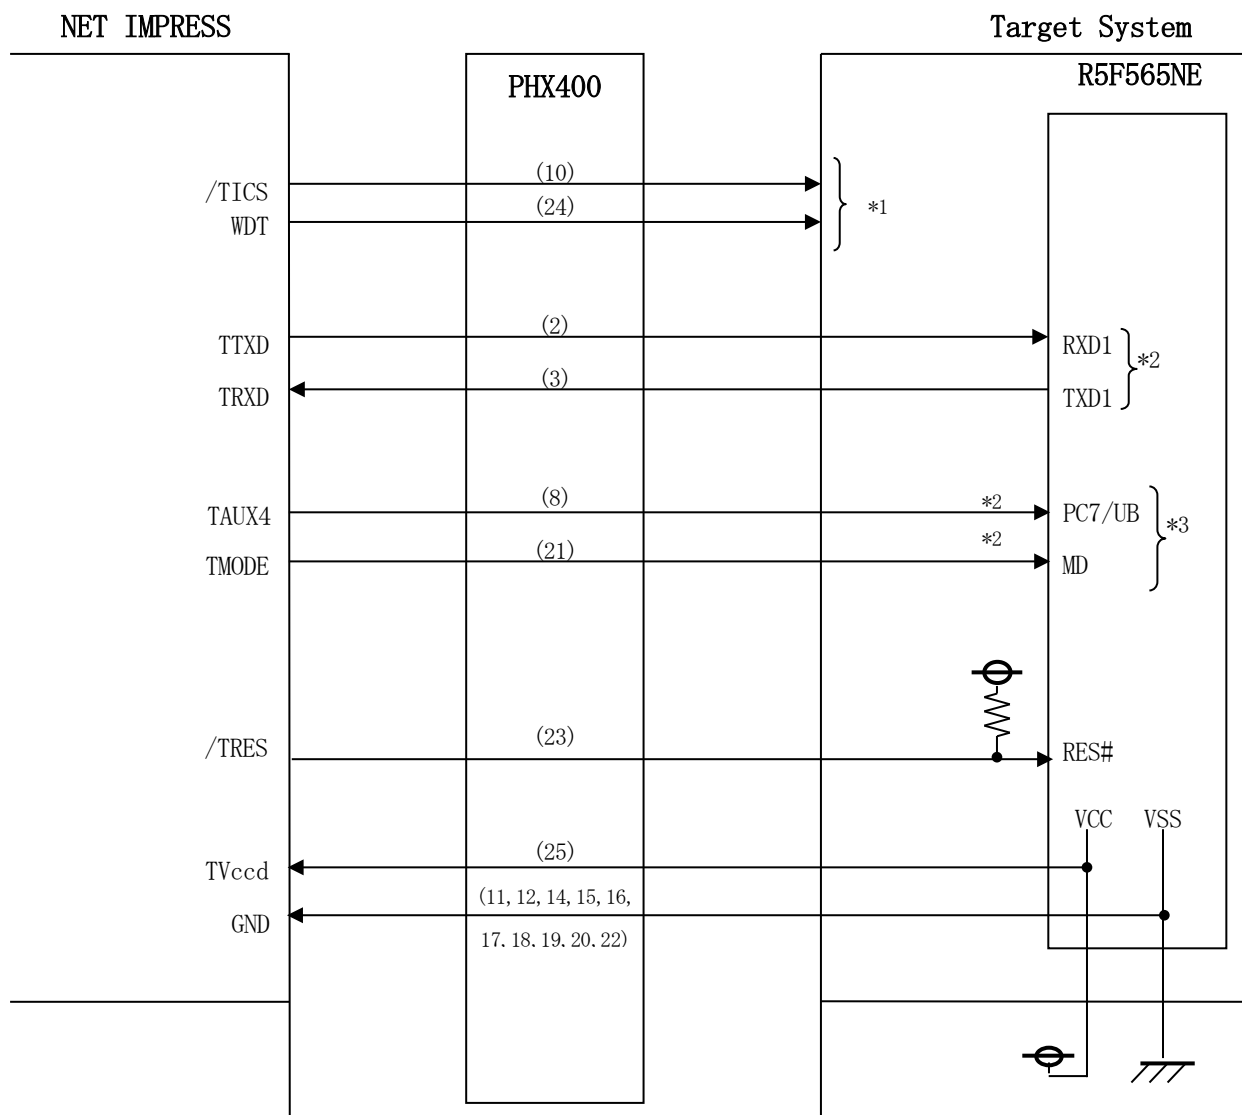 NET IMPRESS
Target System
PHX400
R5F565NE
/TICS
(10)
*1
WDT
(24)
TTXD
(2)
RXD1
*2
TRXD
(3)
TXD1
TAUX4
(8)
*2
PC7/UB
*3
TMODE
(21)
*2
MD
/TRES
(23)
RES#
VCC
VSS
TVccd
(25)
GND
(11, 12, 14, 15, 16,
17, 18, 19, 20, 22)